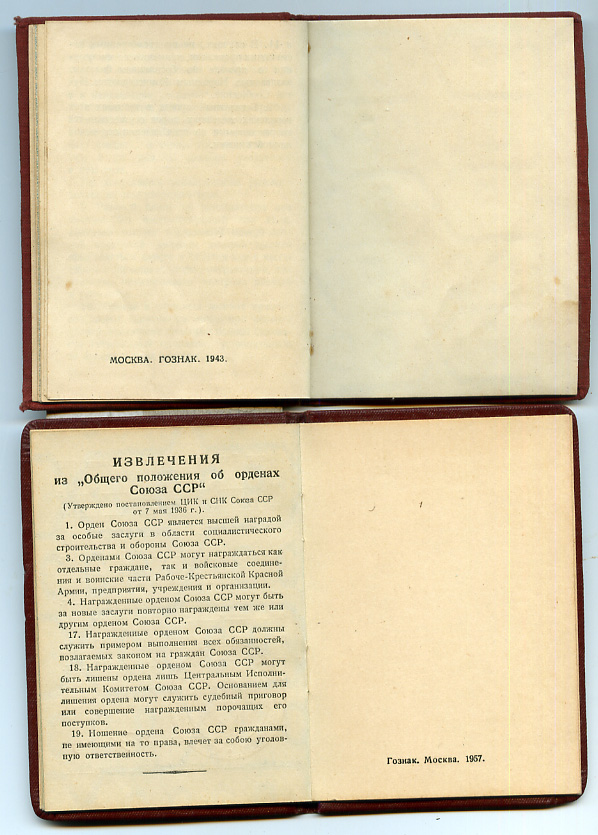 МОСКВА. ГОЗНАК. 1943.
ИЗВЛЕЧЕНИЯ
из „Общего положения об орденах
Союза ССР“
(Утверждено постановлением ЦИК и СНК Союза ССР
от 7 мая 1936 г.).
1. Орден Союза ССР является высшей наградой
за особые заслуги в области социалистического
строительства и обороны Союза ССР.
3. Орденами Союза ССР могут награждаться как
отдельные граждане, так и войсковые соедине-
ния и воинские части Рабоче-Крестьянской Красной
Армии, предприятия, учреждения и организации.
4. Награжденные орденом Союза ССР могут быть
за новые заслуги повторно награждены тем же или
другим орденом Союза ССР.
17. Награжденные орденом Союза ССР должны
служить примером выполнения всех обязанностей,
возлагаемых законом на граждан Союза ССР.
18. Награжденные орденом Союза ССР могут
быть лишены ордена лишь Центральным Исполни-
тельным Комитетом Союза ССР. Основанием для
лишения ордена могут служить судебный приговор
или совершение награжденным порочащих его
поступков.
19. Ношение ордена Союза ССР гражданами,
не имеющими на то права, влечет за собою уголов-
ную ответственность.
Гознак. Москва. 1957.